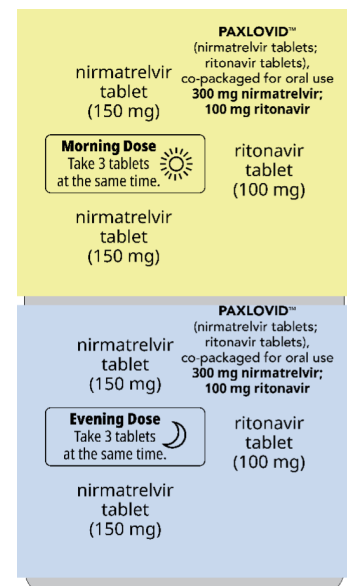 PAXLOVID™
(nirmatrelvir tablets;
ritonavir tablets),
co-packaged for oral use
300 mg nirmatrelvir;
100 mg ritonavir
nirmatrelvir
tablet
(150 mg)
Morning Dose
Take 3 tablets
at the same time.
ritonavir
tablet
(100 mg)
nirmatrelvir
tablet
(150 mg)
PAXLOVID™
(nirmatrelvir tablets;
ritonavir tablets),
co-packaged for oral use
300 mg nirmatrelvir;
100 mg ritonavir
nirmatrelvir
tablet
(150 mg)
Evening Dose
Take 3 tablets
at the same time.
ritonavir
tablet
(100 mg)
nirmatrelvir
tablet
(150 mg)